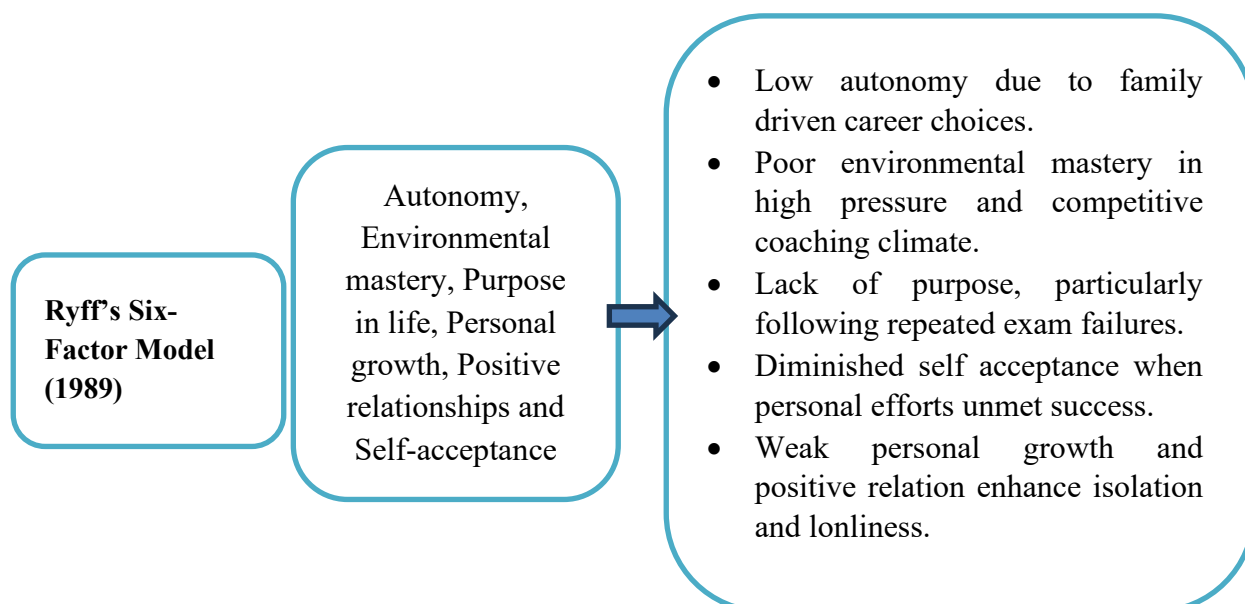 Ryff’s Six-
Factor Model
(1989)
Autonomy,
Environmental
mastery, Purpose
in life, Personal
growth, Positive
relationships and
Self-acceptance
• Low autonomy due to family
driven career choices.
• Poor environmental mastery in
high pressure and competitive
coaching climate.
• Lack of purpose, particularly
following repeated exam failures.
• Diminished self acceptance when
personal efforts unmet success.
• Weak personal growth and
positive relation enhance isolation
and lonliness.